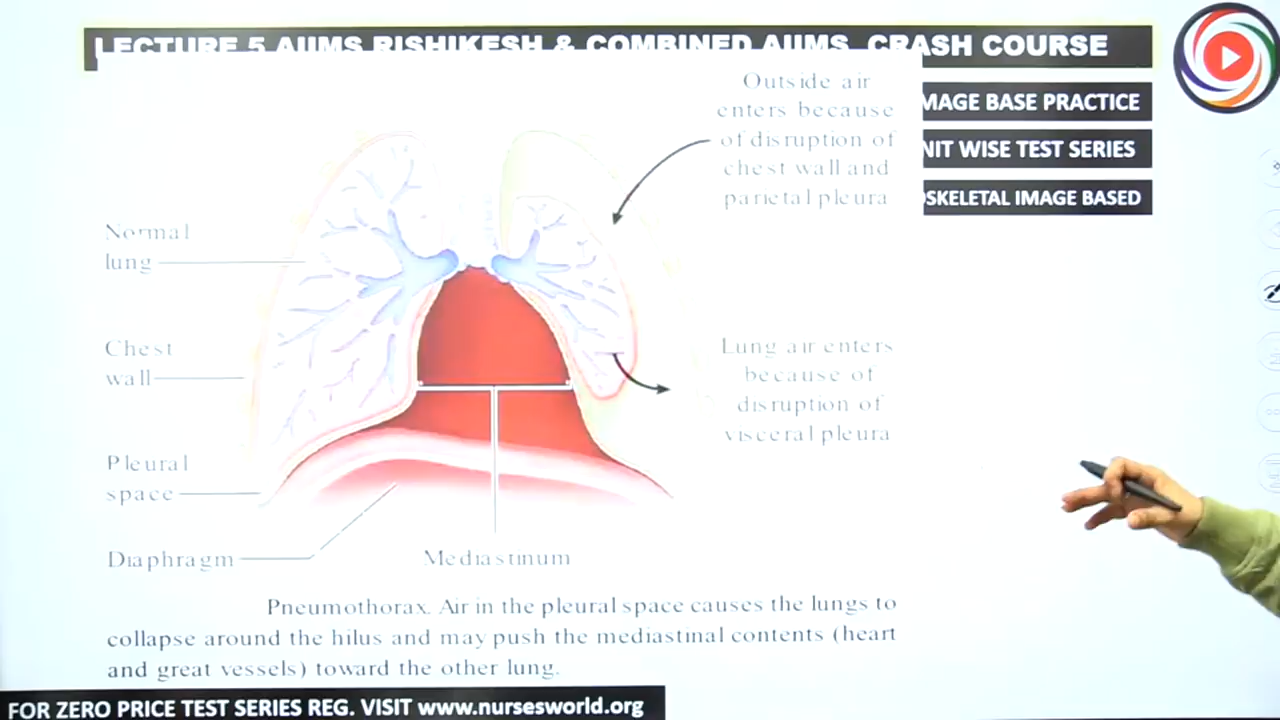 LECTURE 5 AIIMS RISHIKESH & COMBINED AIIMS CRASH COURSE
Outside air
enters because
of disruption of
chest wall and
parietal pleura
MAGE BASE PRACTICE
NIT WISE TEST SERIES
OSKELETAL IMAGE BASED
Normal
lung
Chest
wall
Lung air enters
because of
disruption of
visceral pleura
Pleural
space
Diaphragm
Mediastinum
Pneumothorax. Air in the pleural space causes the lungs to
collapse around the hilus and may push the mediastinal contents (heart
and great vessels) toward the other lung.
FOR ZERO PRICE TEST SERIES REG. VISIT www.nursesworld.org